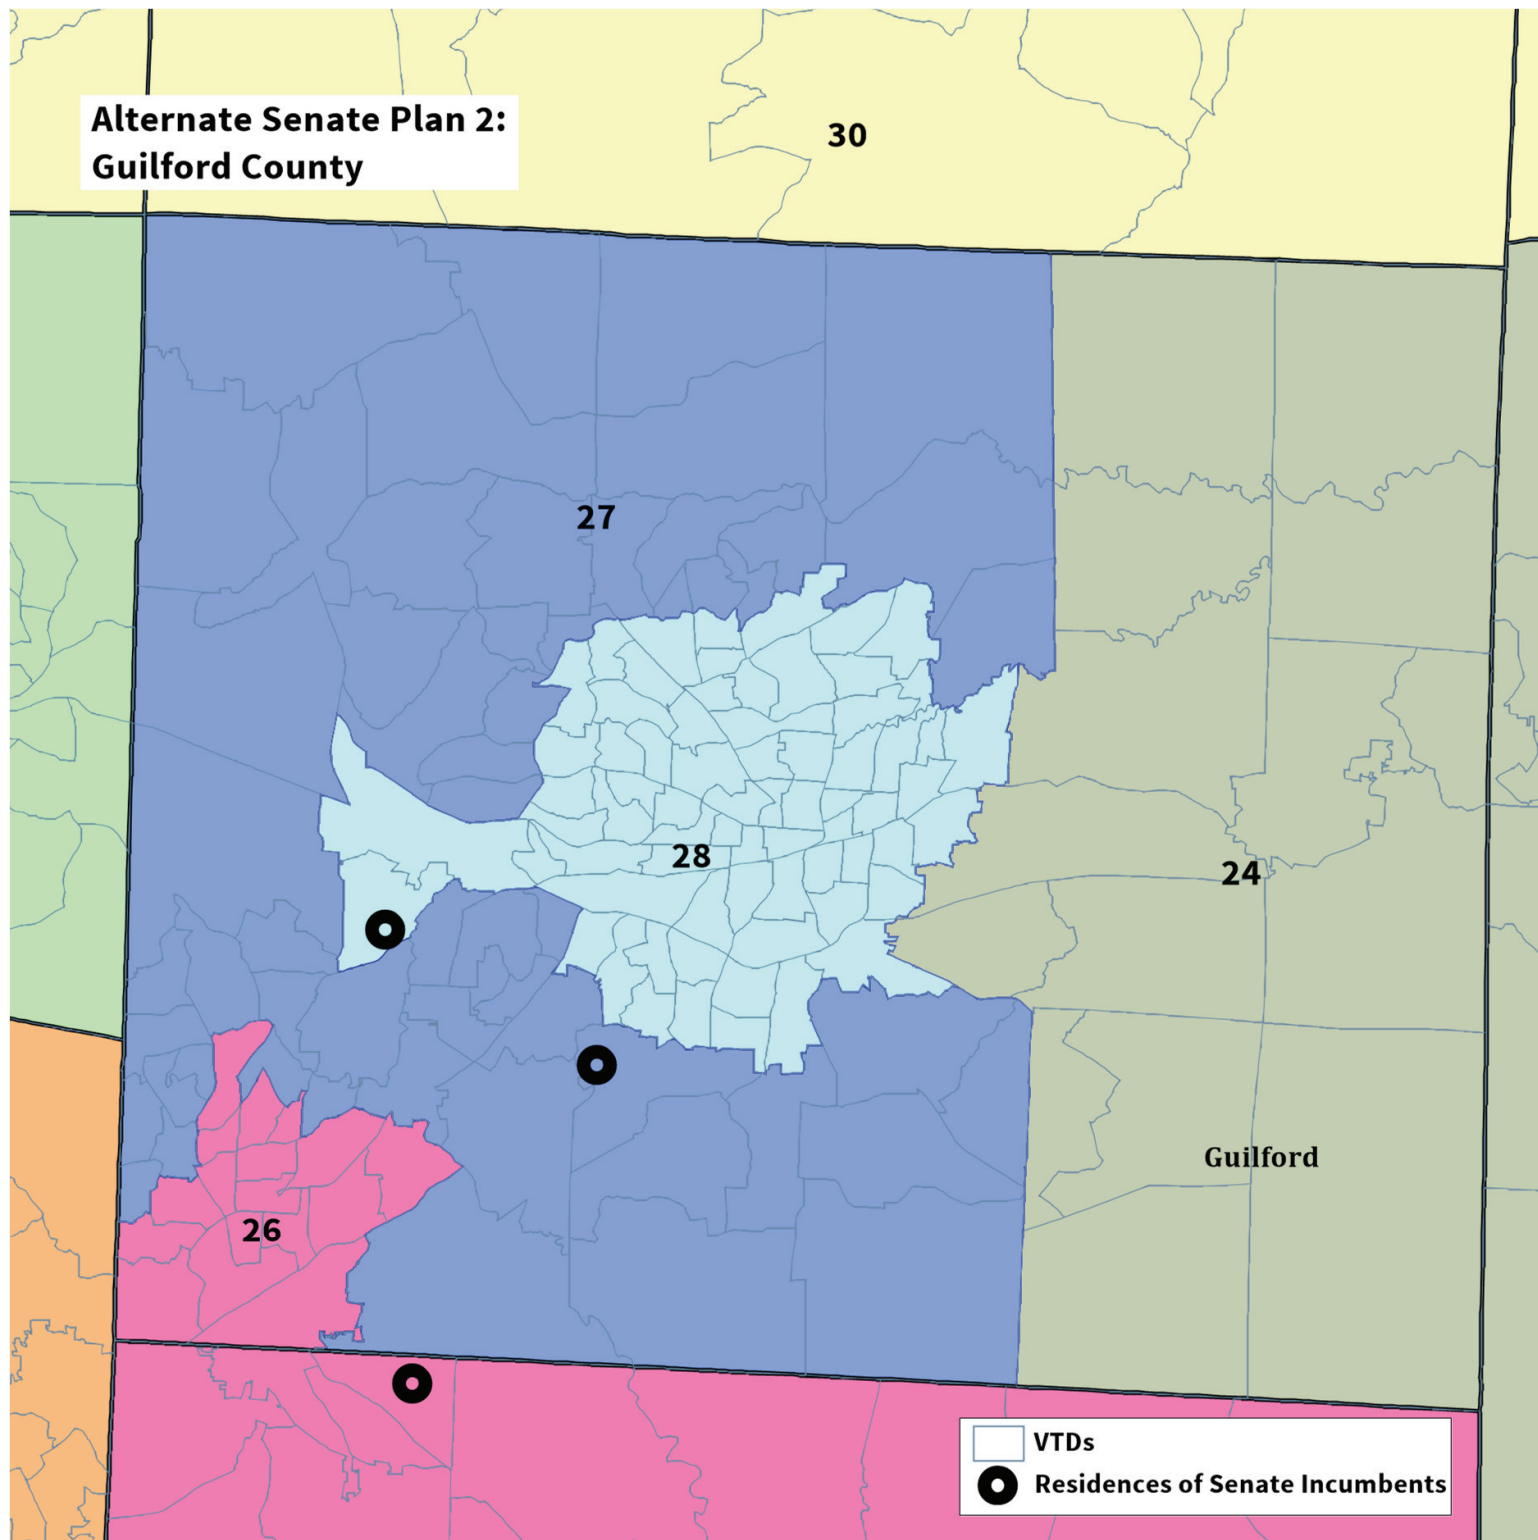 Alternate Senate Plan 2:
Guilford County
30
27
28
24
Guilford
26
VTDs
Residences of Senate Incumbents